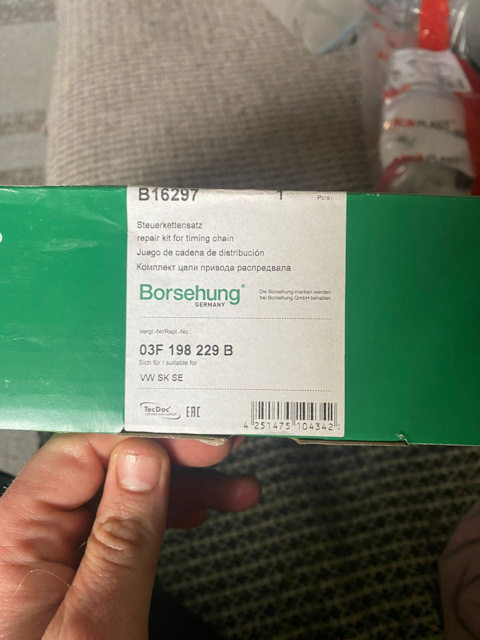 B16297 1 Pc(s)
Steuerkettensatz
repair kit for timing chain
Juego de cadena de distribución
Комплект цепи привода распредвала
Borsehung®
GERMANY
Die Borsehung-marken werden
bei Borsehung GmbH behalten
Vergl.-Nr/Repl.-No.:
03F 198 229 B
Sich für / suitable for
VW SK SE
TecDoc
EAC
4 251475 104342